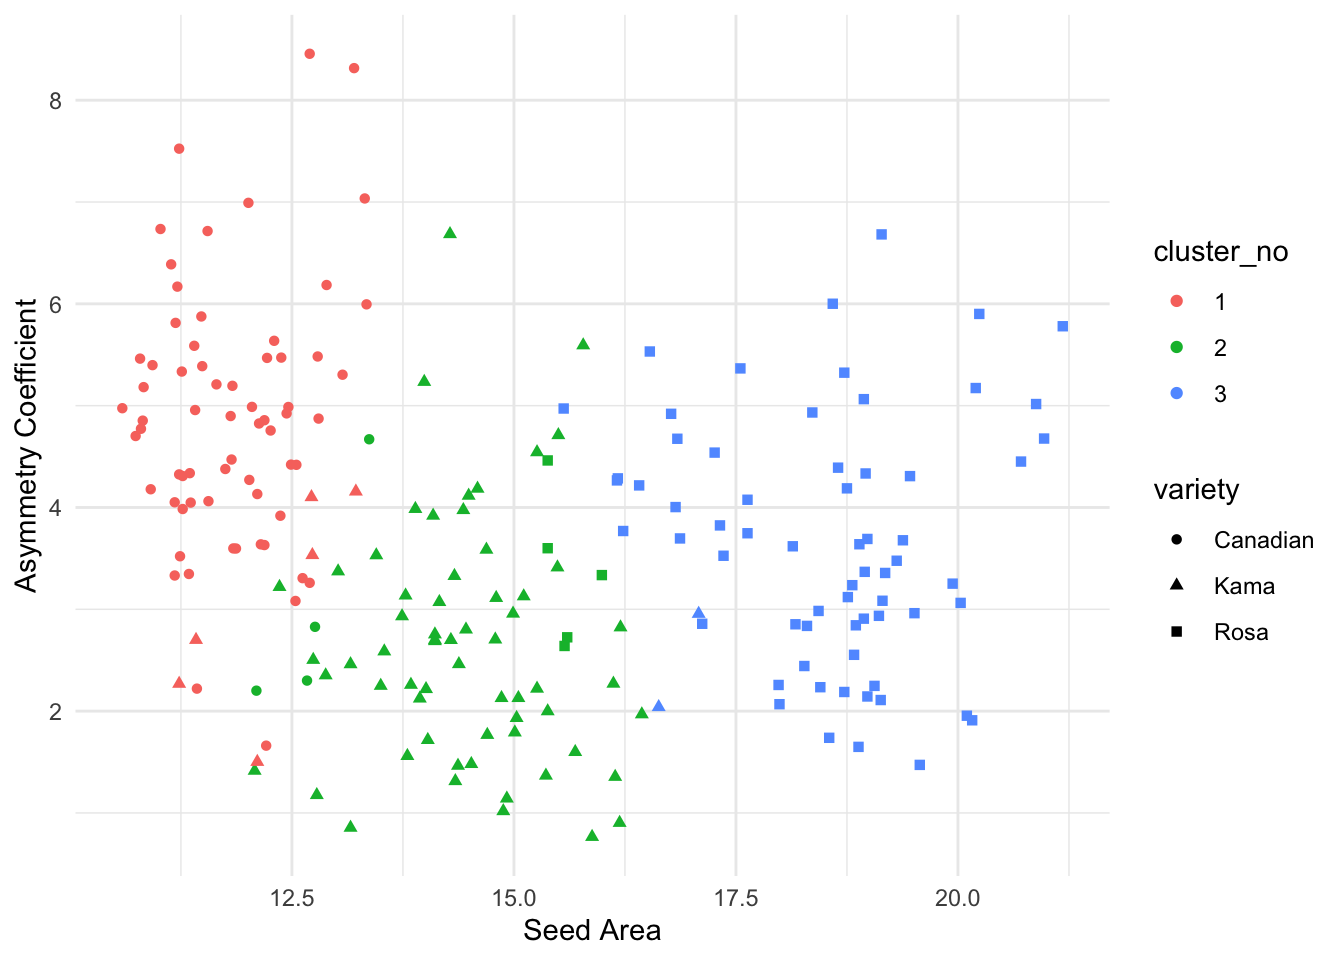 8
6
4
2
Asymmetry Coefficient
12.5 15.0 17.5 20.0
Seed Area
cluster_no
1
2
3
variety
Canadian
Kama
Rosa